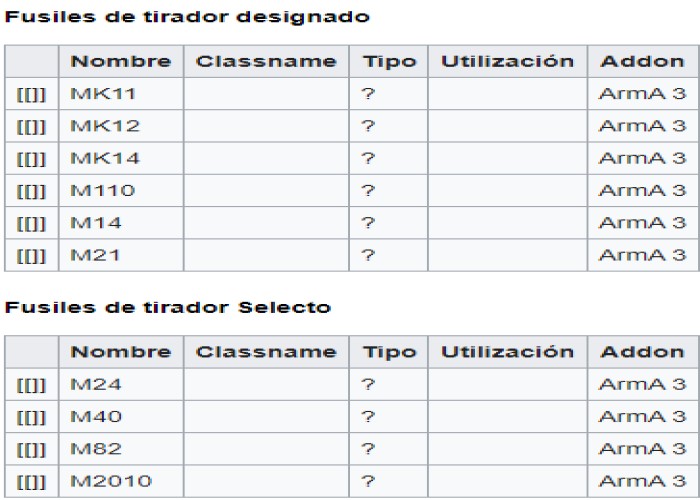 Fusiles de tirador designado
Nombre Classname Tipo Utilización Addon
[[]] MK11 ? ArmA 3
[[]] MK12 ? ArmA 3
[[]] MK14 ? ArmA 3
[[]] M110 ? ArmA 3
[[]] M14 ? ArmA 3
[[]] M21 ? ArmA 3
Fusiles de tirador Selecto
Nombre Classname Tipo Utilización Addon
[[]] M24 ? ArmA 3
[[]] M40 ? ArmA 3
[[]] M82 ? ArmA 3
[[]] M2010 ? ArmA 3